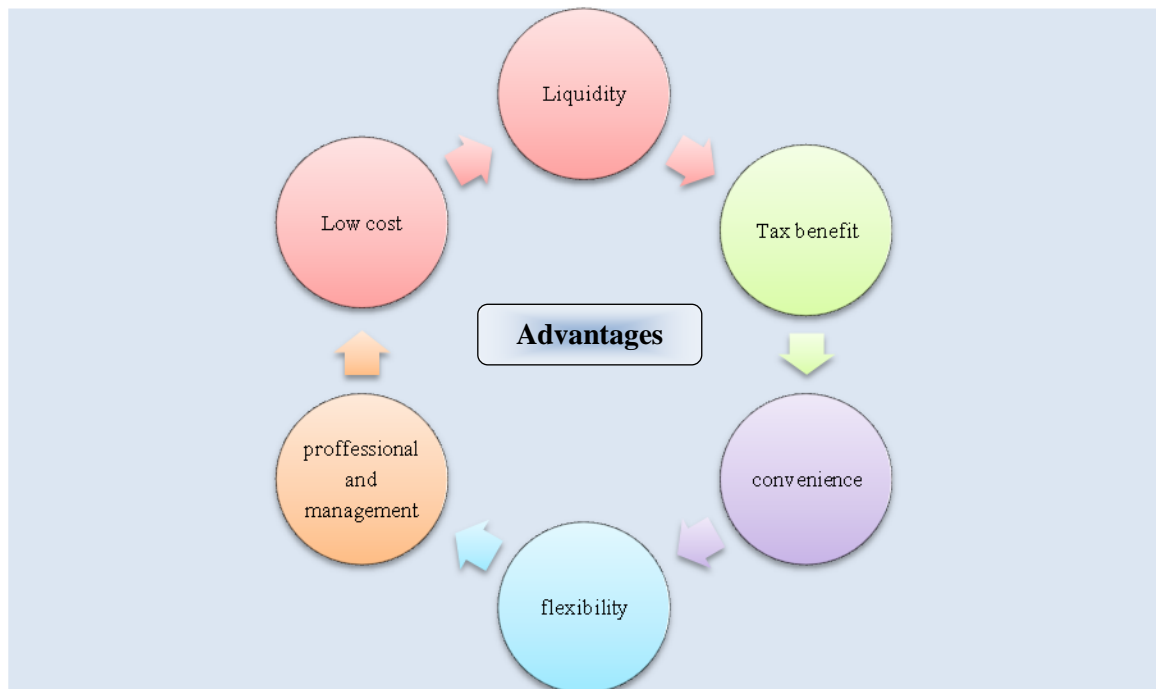 Liquidity
Tax benefit
convenience
flexibility
proffessional
and
management
Low cost
Advantages